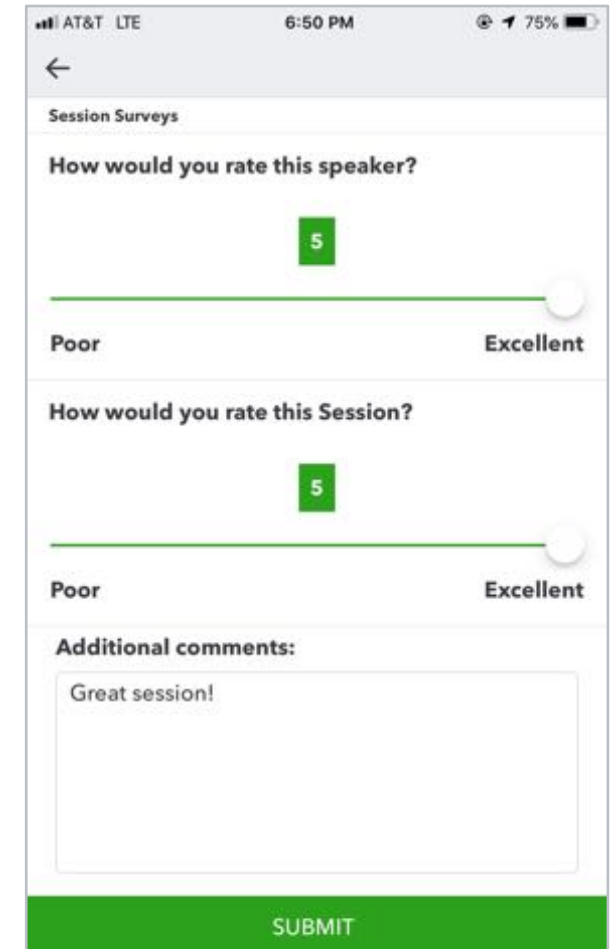 AT&T LTE 6:50 PM 75%
Session Surveys
How would you rate this speaker?
5
Poor Excellent
How would you rate this Session?
5
Poor Excellent
Additional comments:
Great session!
SUBMIT